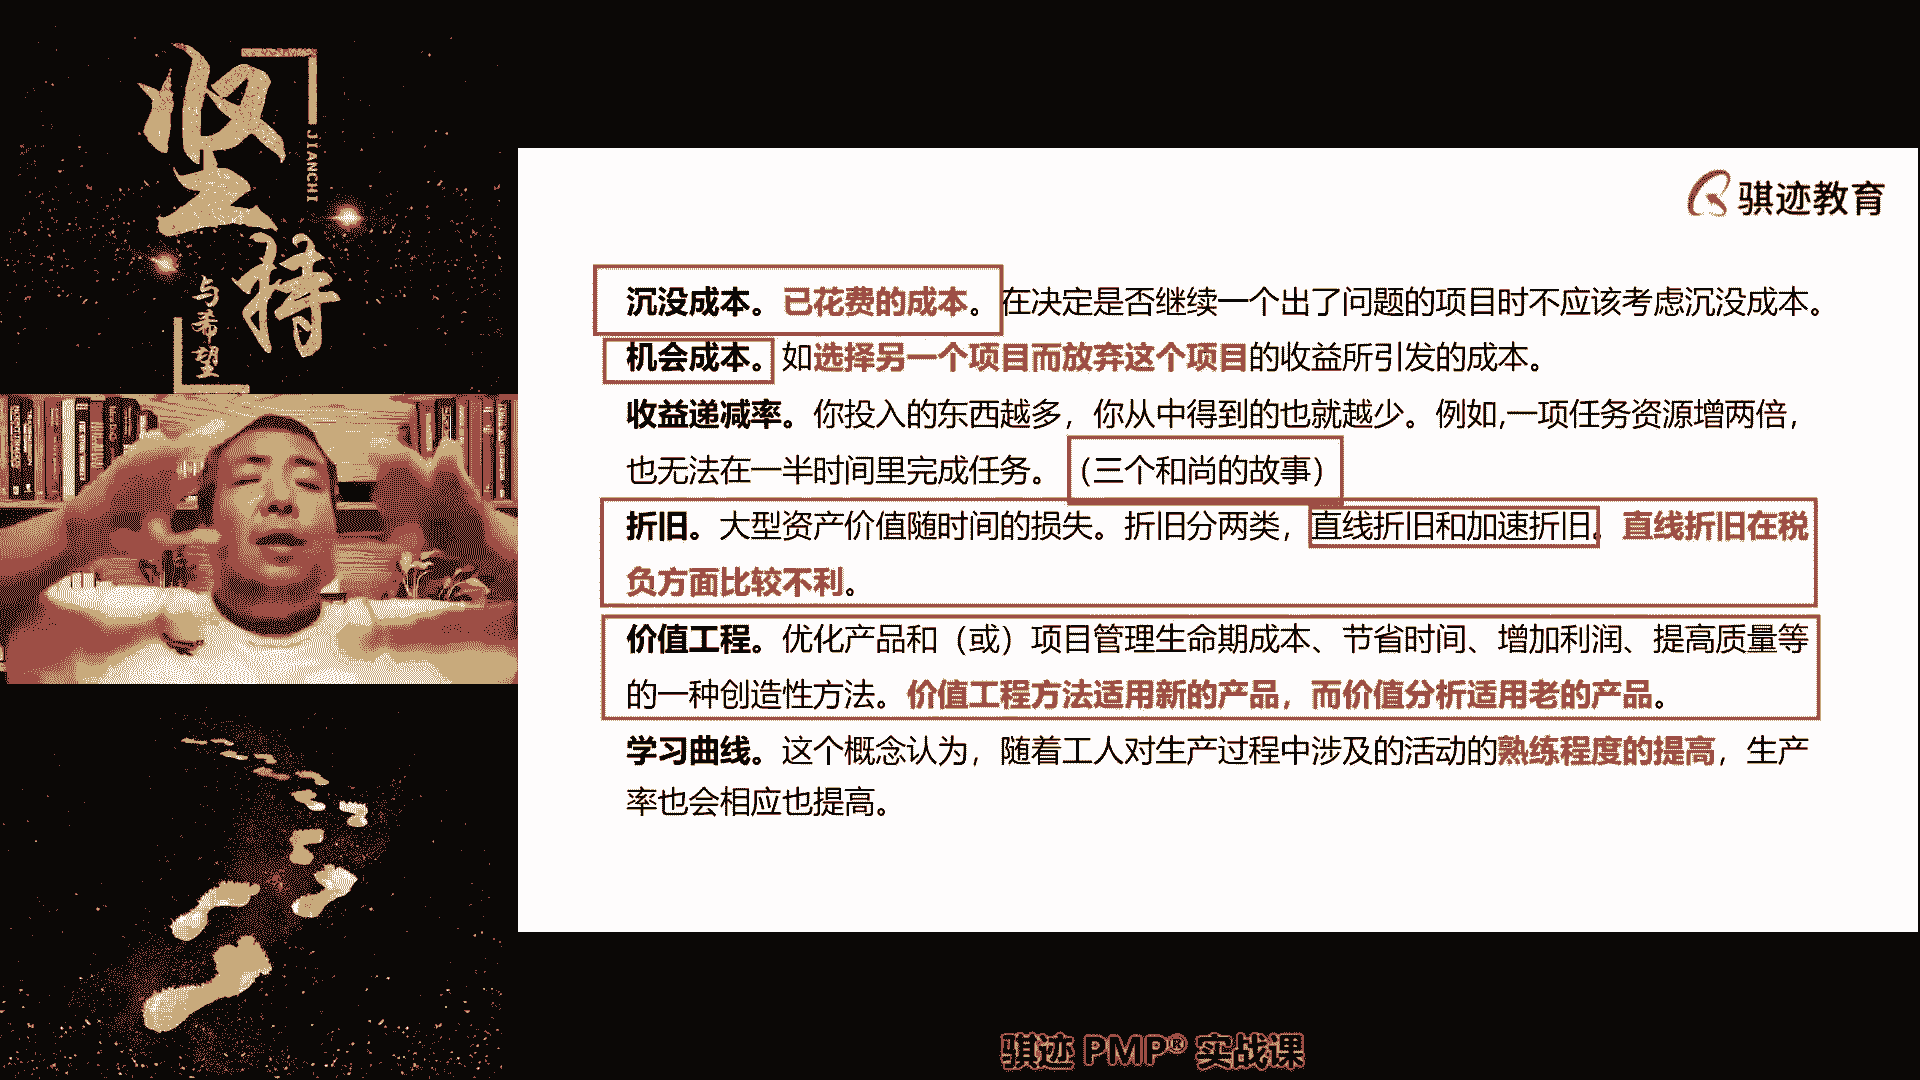 坚持
JIANCHI
与希望
骐迹教育
沉没成本。已花费的成本。在决定是否继续一个出了问题的项目时不应该考虑沉没成本。
机会成本。如选择另一个项目而放弃这个项目的收益所引发的成本。
收益递减率。你投入的东西越多，你从中得到的也就越少。例如,一项任务资源增两倍，
也无法在一半时间里完成任务。（三个和尚的故事）
折旧。大型资产价值随时间的损失。折旧分两类，直线折旧和加速折旧。直线折旧在税
负方面比较不利。
价值工程。优化产品和（或）项目管理生命期成本、节省时间、增加利润、提高质量等
的一种创造性方法。价值工程方法适用新的产品，而价值分析适用老的产品。
学习曲线。这个概念认为，随着工人对生产过程中涉及的活动的熟练程度的提高，生产
率也会相应也提高。
骐迹 PMP® 实战课